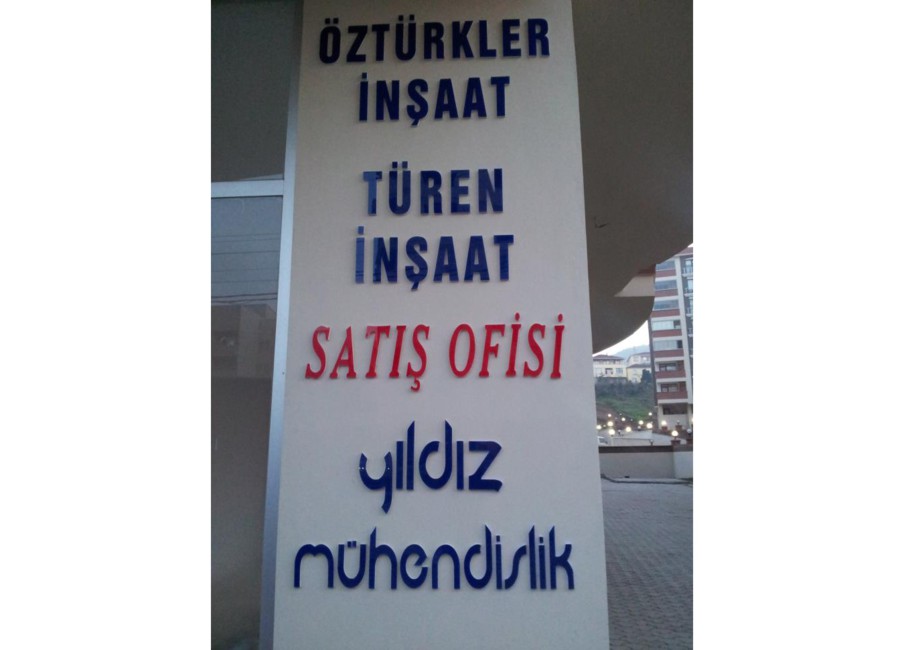 ÖZTÜRKLER
İNŞAAT
TÜREN
İNŞAAT
SATIŞ OFİSİ
yıldız
mühendislik